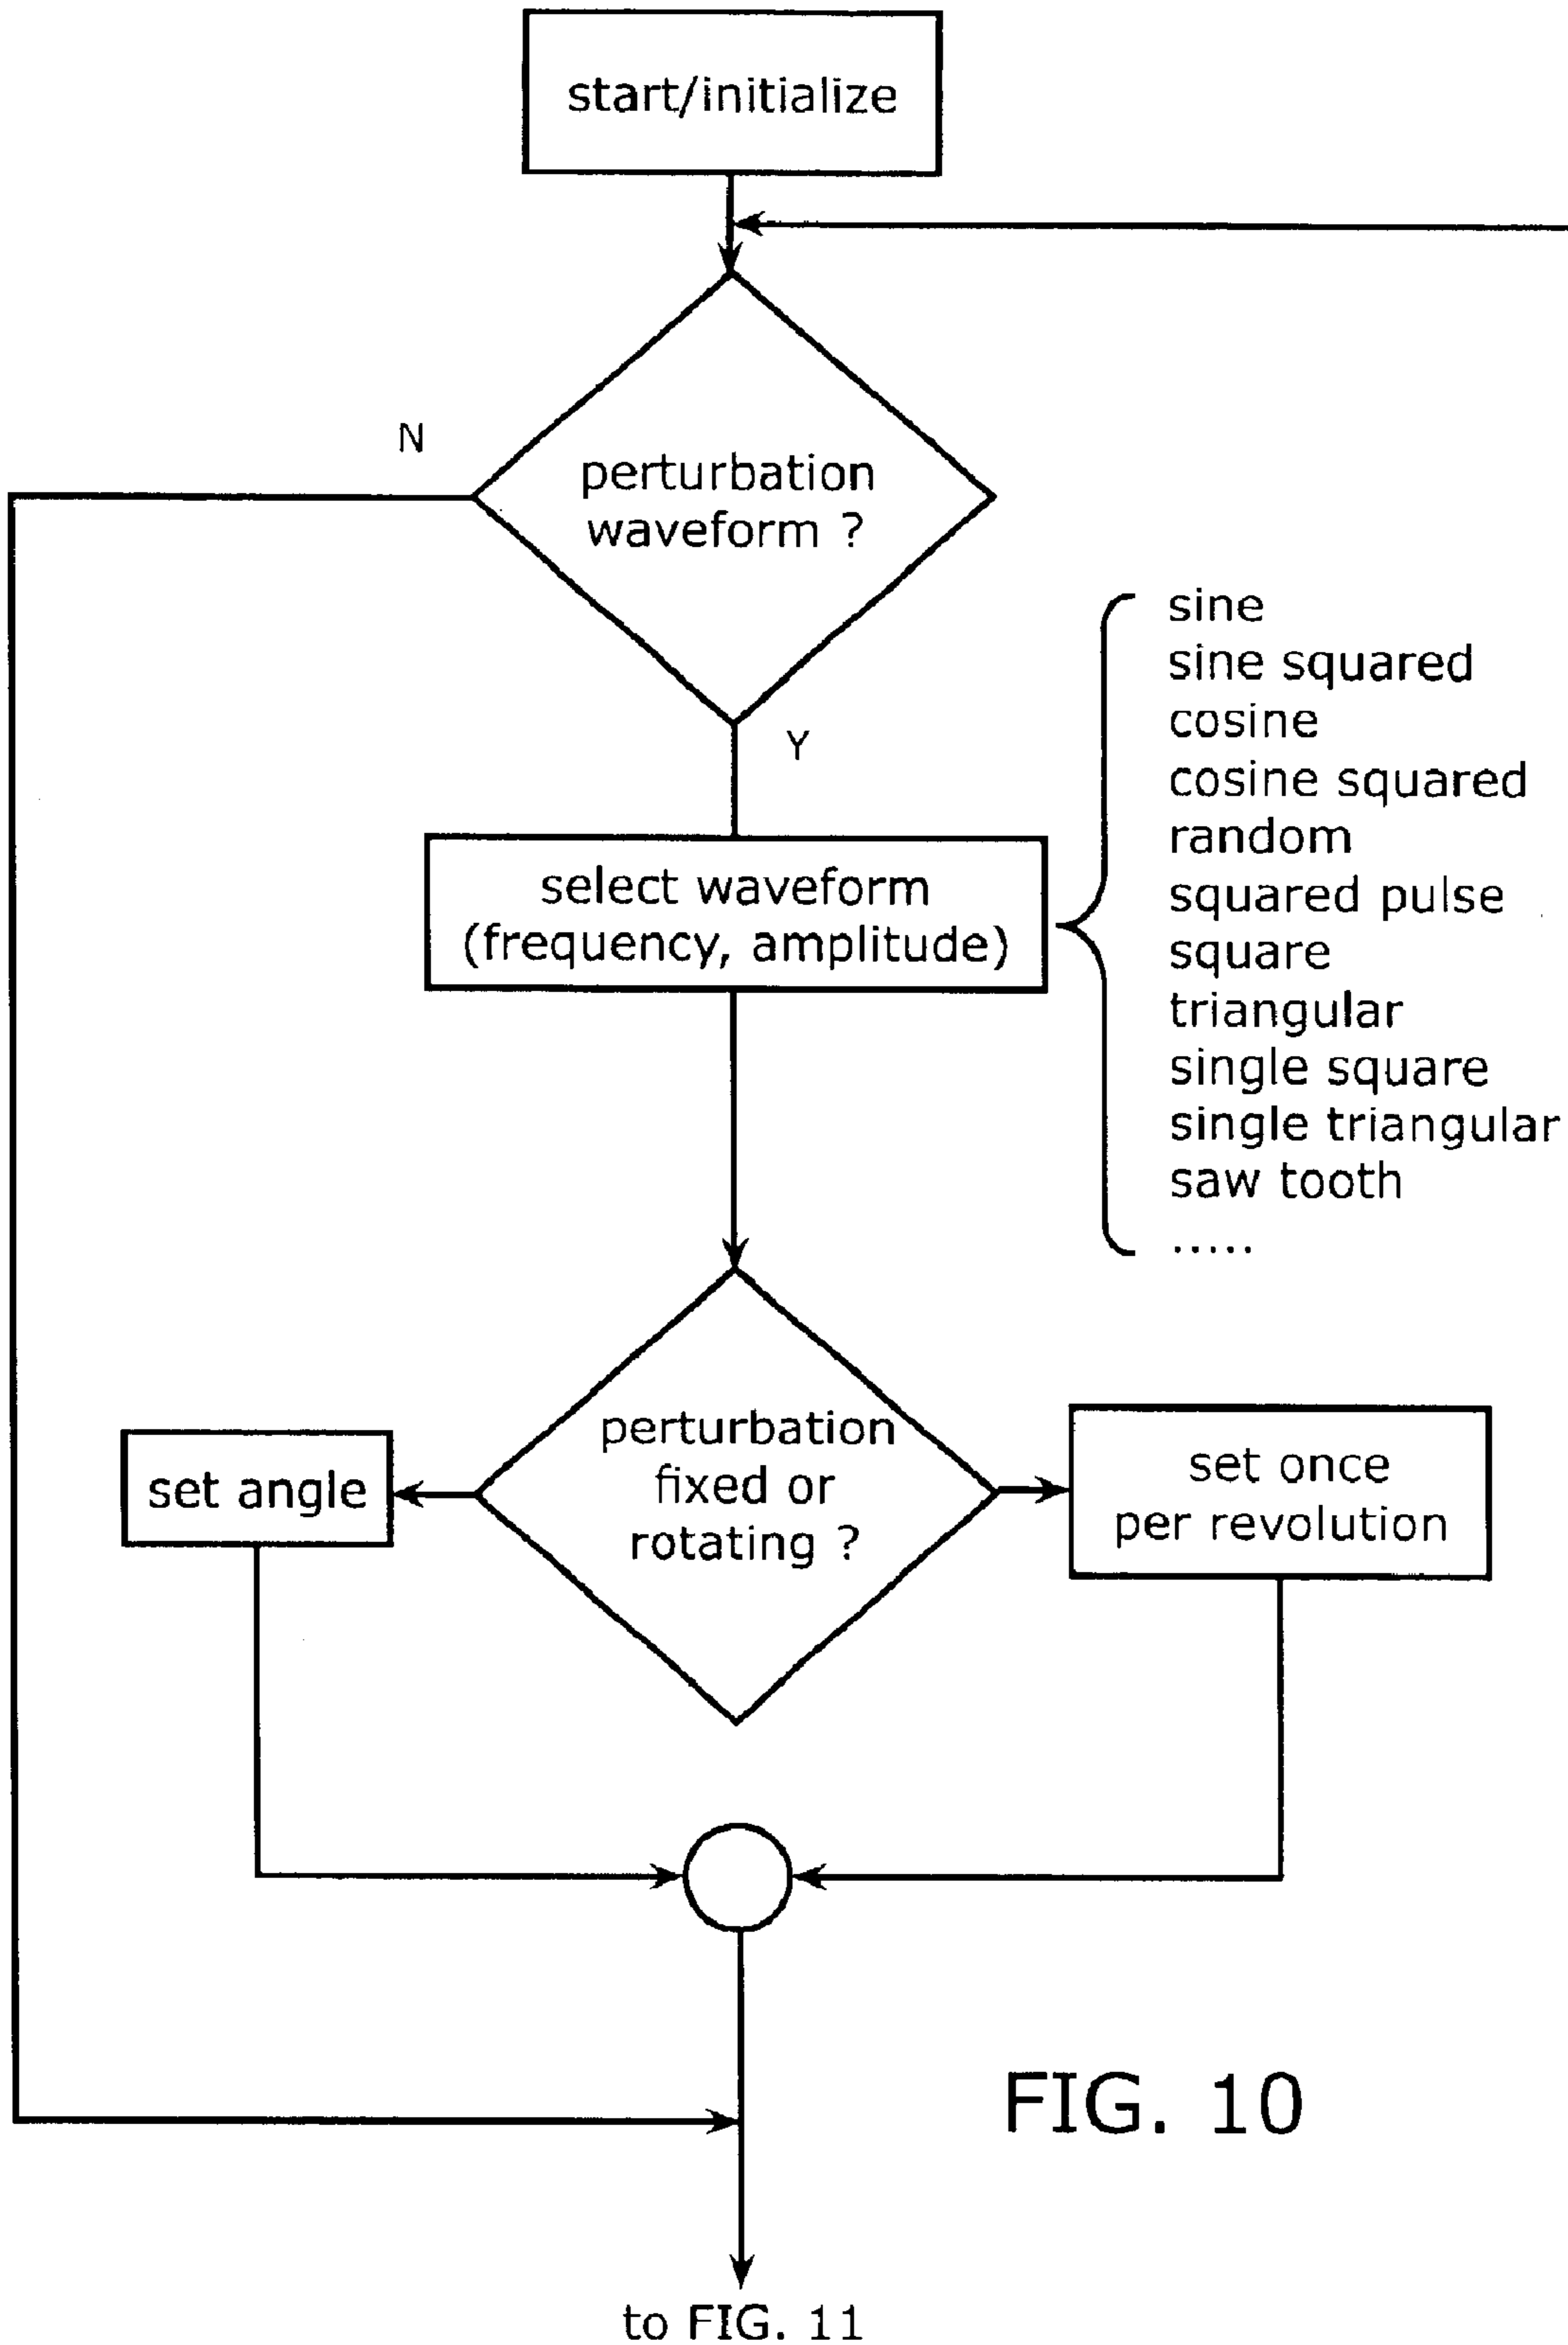 start/initialize
N
perturbation
waveform ?
Y
select waveform
(frequency, amplitude)
sine
sine squared
cosine
cosine squared
random
squared pulse
square
triangular
single square
single triangular
saw tooth
.....
perturbation
fixed or
rotating ?
set angle
set once
per revolution
FIG. 10
to FIG. 11